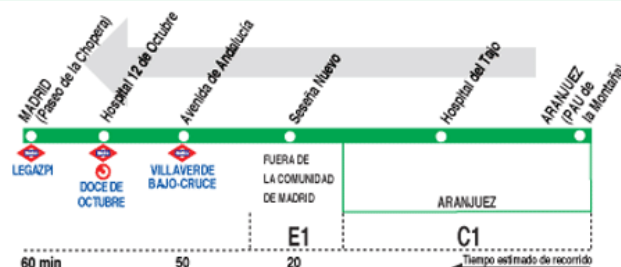 MADRID
(Paseo de la Chopera)
Hospital 12 de Octubre
Avenida de Andalucía
Seseña Nuevo
Hospital del Tajo
ARANJUEZ
(PAU de
la Montaña)
LEGAZPI
DOCE DE
OCTUBRE
VILLAVERDE
BAJO-CRUCE
FUERA DE
LA COMUNIDAD
DE MADRID
ARANJUEZ
E1
C1
60 min
50
20
Tiempo estimado de recorrido